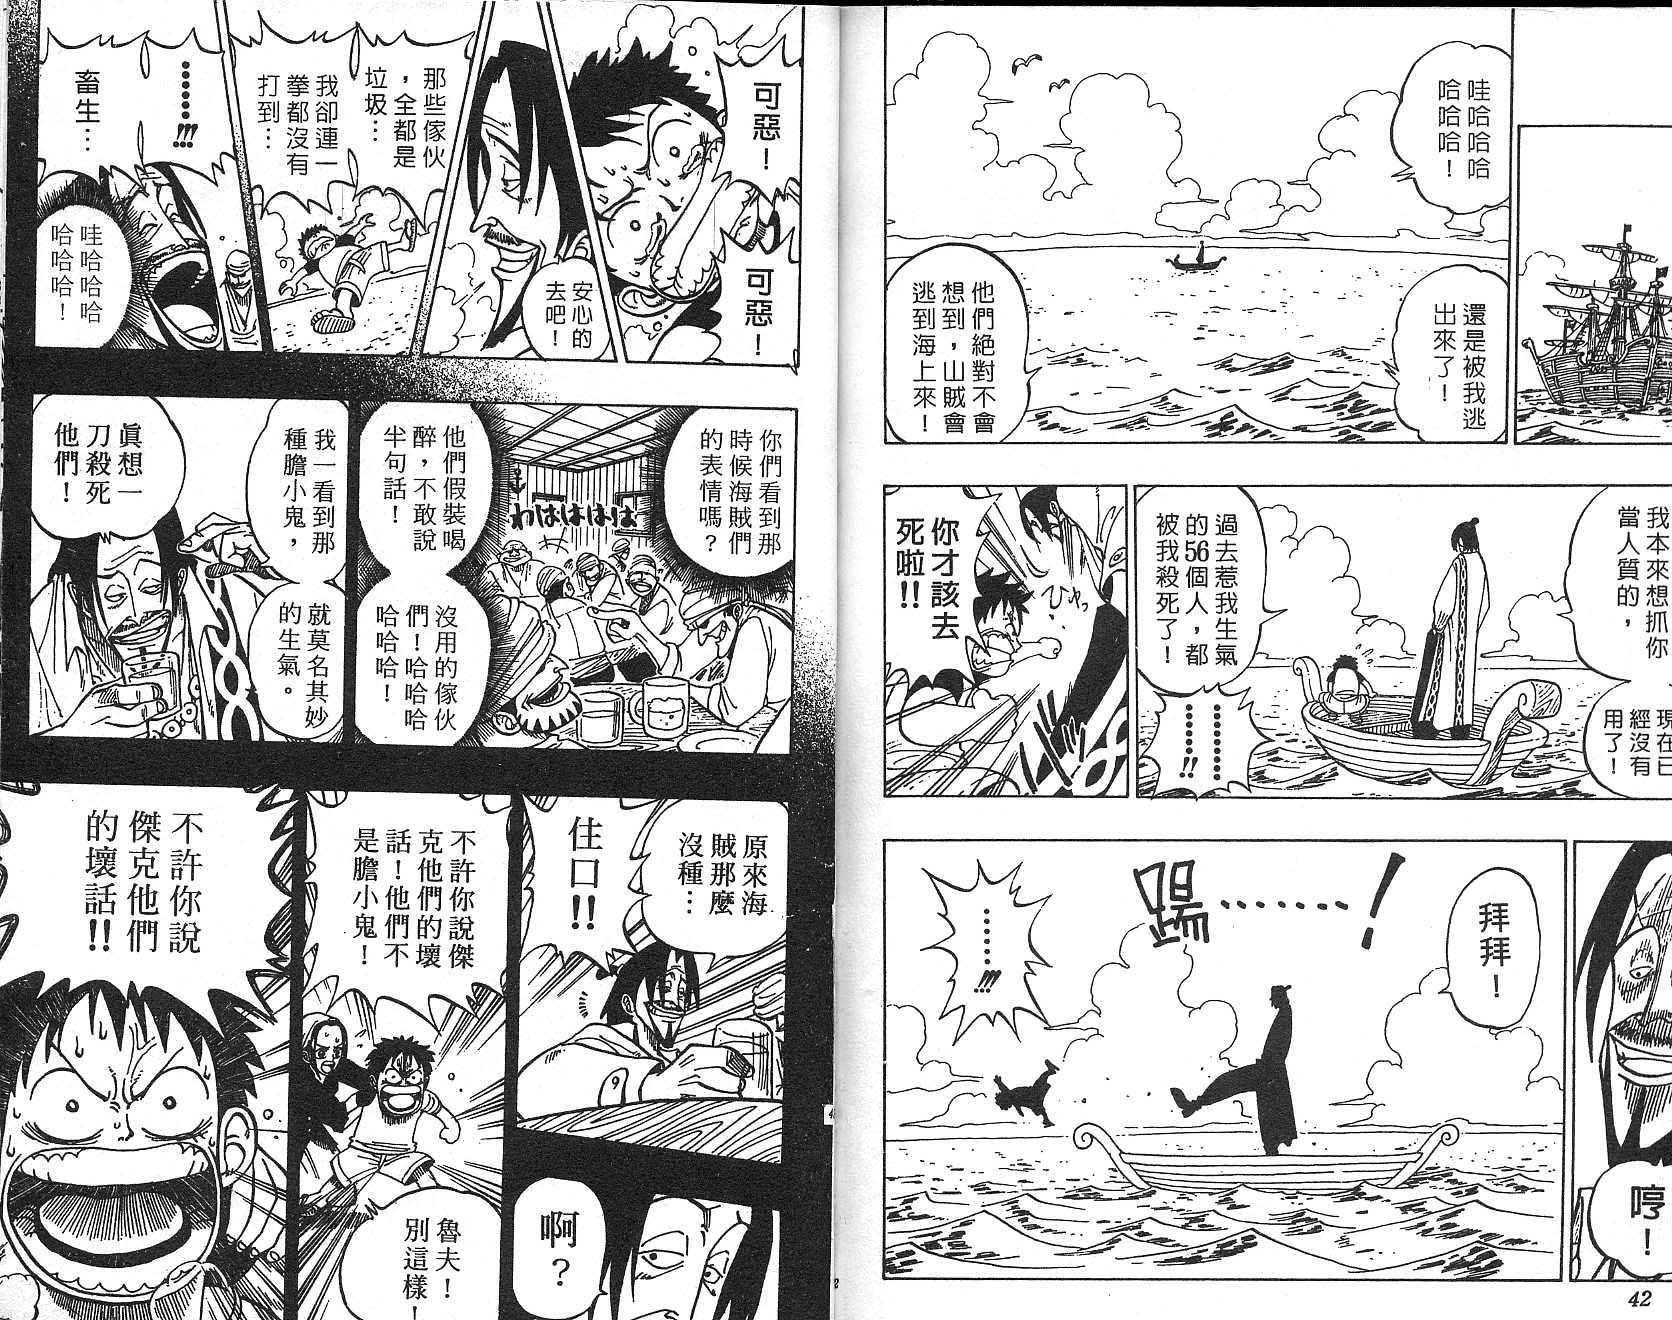 哇哈哈哈
哈哈哈！
還是被我逃
出來了！
他們絕對不會
想到，山賊會
逃到海上來！
我本來想抓你
當人質的，
現在已
經沒有
用了！
過去惹我生氣
的56個人，都
被我殺死了！
………!!
你才該去
死啦!!
ひゅっ
拜拜！
踢……！
……!!!
哼！
42
可惡！
可惡！
安心的
去吧！
那些傢伙
，全都是
垃圾…
我卻連一
拳都沒有
打到…
……!!!
畜生…
哇哈哈哈
哈哈哈！
你們看到那
時候海賊們
的表情嗎？
わはははは
他們假裝喝
醉，不敢說
半句話！
沒用的傢伙
們！哈哈哈
哈哈哈！
我一看到那
種膽小鬼，
就莫名其妙
的生氣。
真想一
刀殺死
他們！
原來海
賊那麼
沒種…
住口!!
啊？
不許你說傑
克他們的壞
話！他們不
是膽小鬼！
魯夫！
別這樣！
不許你說
傑克他們
的壞話!!